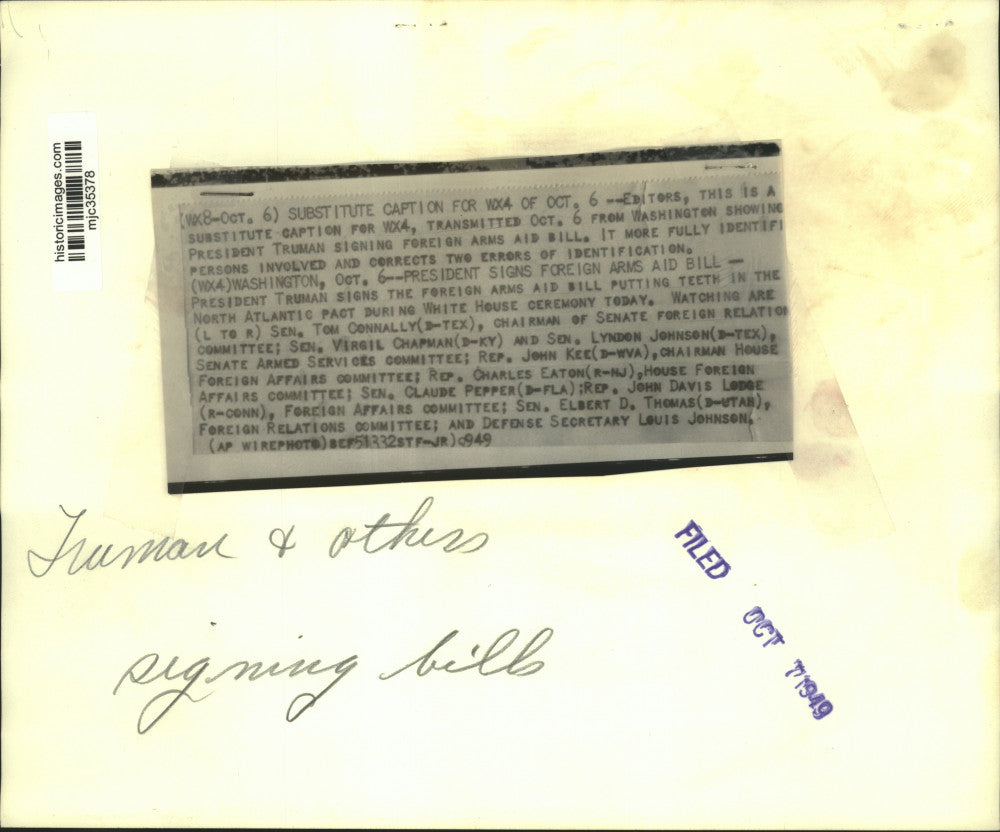 historicimages.com
mjc35378
(WX8-OCT. 6) SUBSTITUTE CAPTION FOR WX4 OF OCT. 6 --EDITORS, THIS IS A
SUBSTITUTE CAPTION FOR WX4, TRANSMITTED OCT. 6 FROM WASHINGTON SHOWING
PRESIDENT TRUMAN SIGNING FOREIGN ARMS AID BILL. IT MORE FULLY IDENTIFI
PERSONS INVOLVED AND CORRECTS TWO ERRORS OF IDENTIFICATION.
(WX4)WASHINGTON, OCT. 6--PRESIDENT SIGNS FOREIGN ARMS AID BILL --
PRESIDENT TRUMAN SIGNS THE FOREIGN ARMS AID BILL PUTTING TEETH IN THE
NORTH ATLANTIC PACT DURING WHITE HOUSE CEREMONY TODAY. WATCHING ARE
(L TO R) SEN. TOM CONNALLY(D-TEX), CHAIRMAN OF SENATE FOREIGN RELATION
COMMITTEE; SEN. VIRGIL CHAPMAN(D-KY) AND SEN. LYNDON JOHNSON(D-TEX),
SENATE ARMED SERVICES COMMITTEE; REP. JOHN KEE(D-WVA),CHAIRMAN HOUSE
FOREIGN AFFAIRS COMMITTEE; REP. CHARLES EATON(R-NJ),HOUSE FOREIGN
AFFAIRS COMMITTEE; SEN. CLAUDE PEPPER(D-FLA);REP. JOHN DAVIS LODGE
(R-CONN), FOREIGN AFFAIRS COMMITTEE; SEN. ELBERT D. THOMAS(D-UTAH),
FOREIGN RELATIONS COMMITTEE; AND DEFENSE SECRETARY LOUIS JOHNSON.
(AP WIREPHOTO)
Truman & others
signing bills
FILED OCT 7 1949